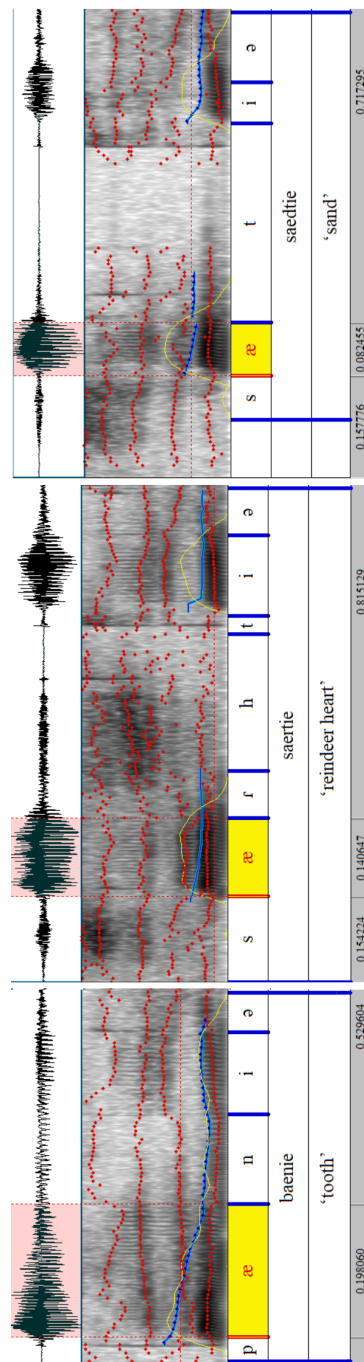 p æ n i ə
baenie
‘tooth’
0.198060 0.529604
s æ ɾ h t i ə
saertie
‘reindeer heart’
0.154224 0.140647 0.815129
s æ t i ə
saedtie
‘sand’
0.157776 0.082455 0.717295